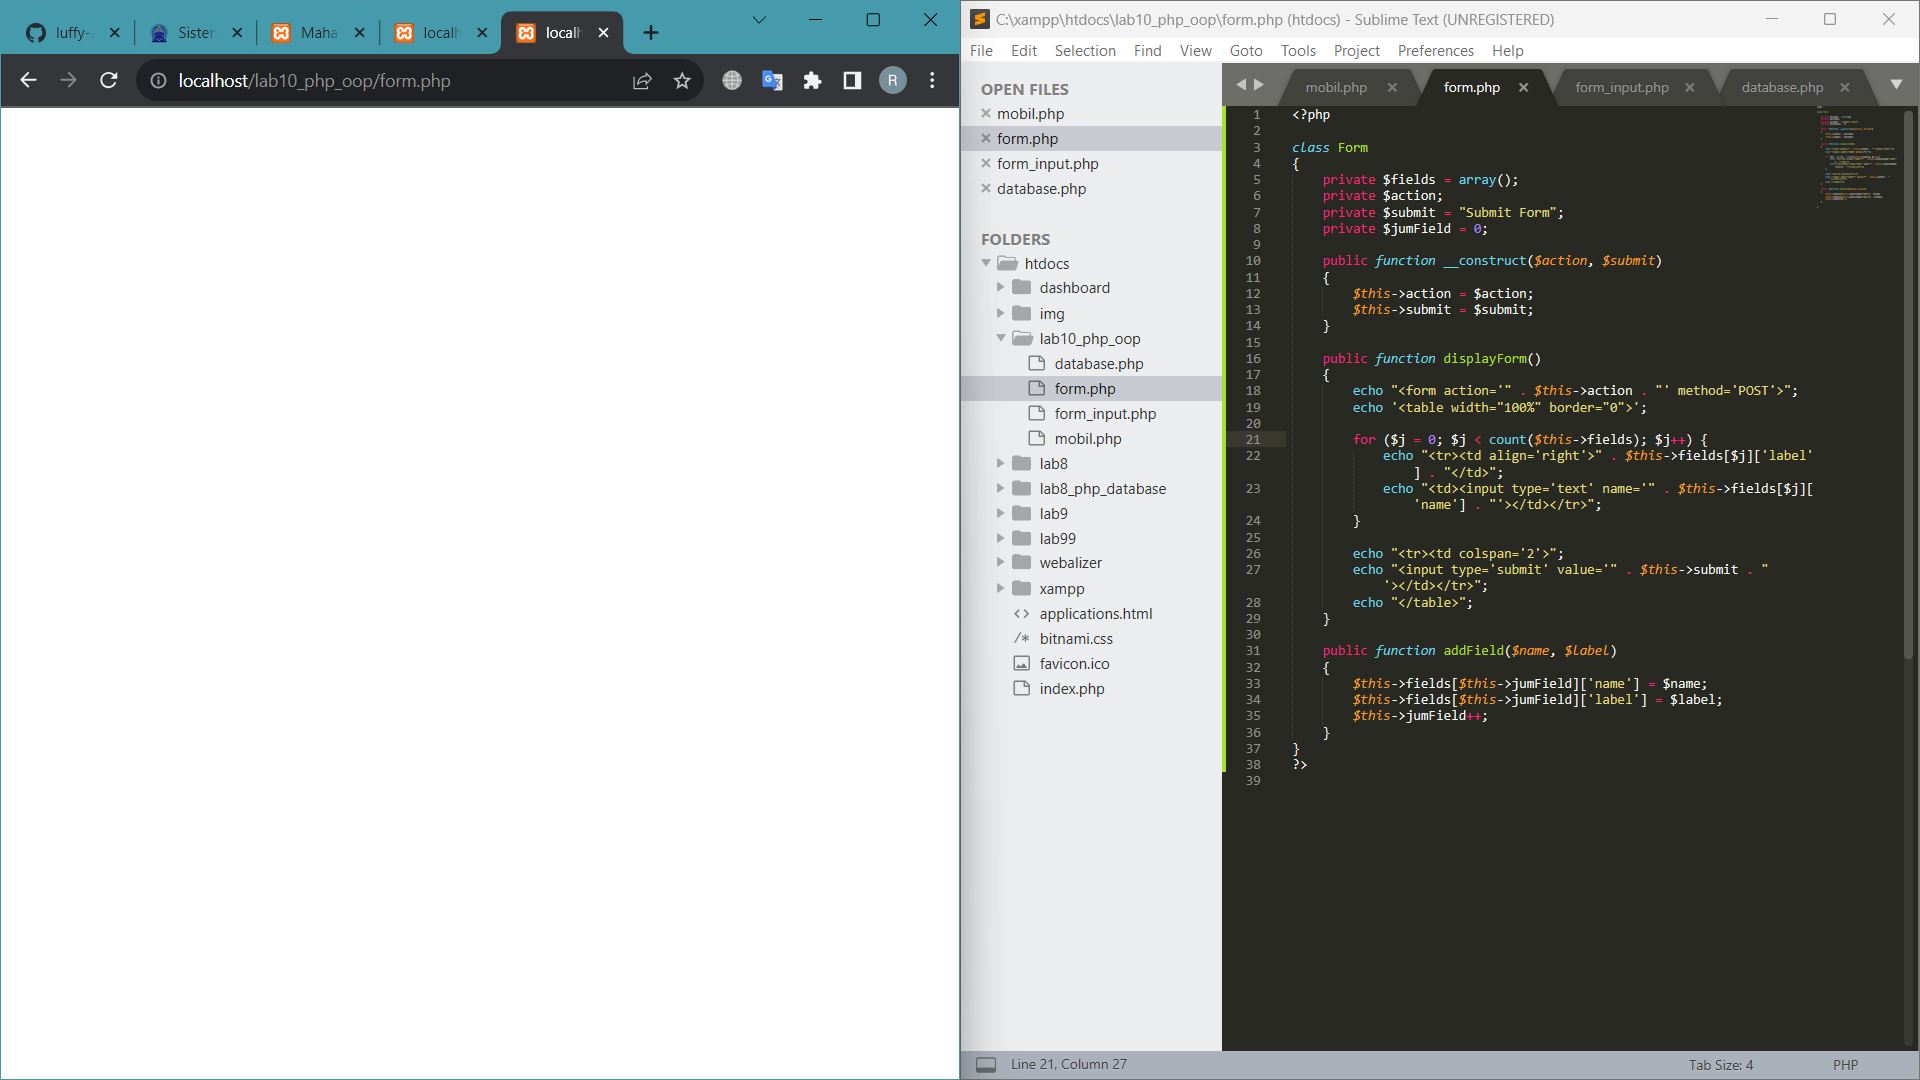 luffy-
Sister
Maha
localh
localh
localhost/lab10_php_oop/form.php
R
C:\xampp\htdocs\lab10_php_oop\form.php (htdocs) - Sublime Text (UNREGISTERED)
File Edit Selection Find View Goto Tools Project Preferences Help
OPEN FILES
mobil.php
form.php
form_input.php
database.php
FOLDERS
htdocs
dashboard
img
lab10_php_oop
database.php
form.php
form_input.php
mobil.php
lab8
lab8_php_database
lab9
lab99
webalizer
xampp
<> applications.html
/* bitnami.css
favicon.ico
index.php
mobil.php form.php form_input.php database.php
1 <?php
2
3 class Form
4 {
5     private $fields = array();
6     private $action;
7     private $submit = "Submit Form";
8     private $jumField = 0;
9
10     public function __construct($action, $submit)
11     {
12         $this->action = $action;
13         $this->submit = $submit;
14     }
15
16     public function displayForm()
17     {
18         echo "<form action='" . $this->action . "' method='POST'>";
19         echo '<table width="100%" border="0">';
20
21         for ($j = 0; $j < count($this->fields); $j++) {
22             echo "<tr><td align='right'>" . $this->fields[$j]['label'
] . "</td>";
23             echo "<td><input type='text' name='" . $this->fields[$j][
'name'] . "'></td></tr>";
24         }
25
26         echo "<tr><td colspan='2'>";
27         echo "<input type='submit' value='" . $this->submit . "
'></td></tr>";
28         echo "</table>";
29     }
30
31     public function addField($name, $label)
32     {
33         $this->fields[$this->jumField]['name'] = $name;
34         $this->fields[$this->jumField]['label'] = $label;
35         $this->jumField++;
36     }
37 }
38 ?>
39
Line 21, Column 27
Tab Size: 4
PHP